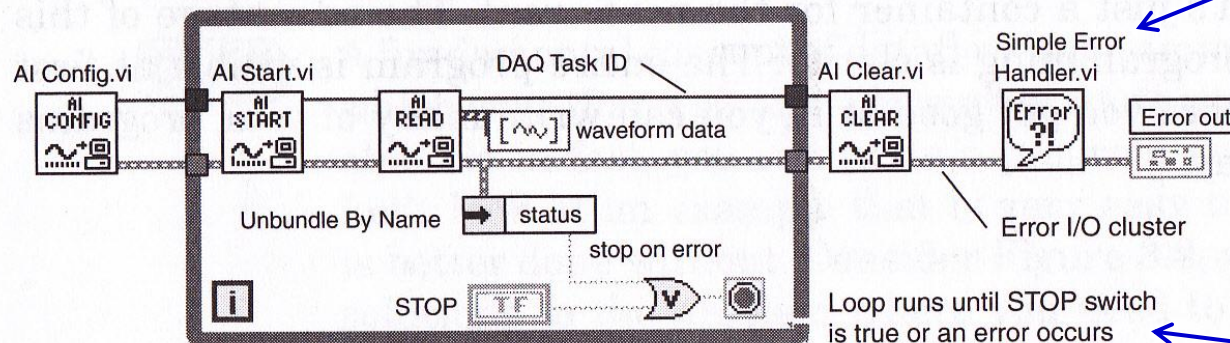 Simple Error
AI Config.vi AI Start.vi DAQ Task ID AI Clear.vi Handler.vi
AI CONFIG
AI START
AI READ
waveform data
AI CLEAR
Error ?!
Error out
Unbundle By Name status
stop on error
Error I/O cluster
i
STOP TF V
Loop runs until STOP switch
is true or an error occurs